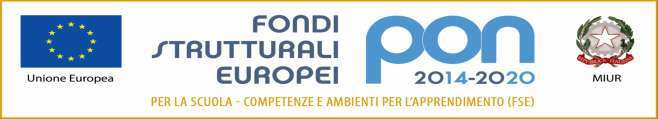 Unione Europea
FONDI
STRUTTURALI
EUROPEI
pon
2014-2020
MIUR
PER LA SCUOLA - COMPETENZE E AMBIENTI PER L'APPRENDIMENTO (FSE)